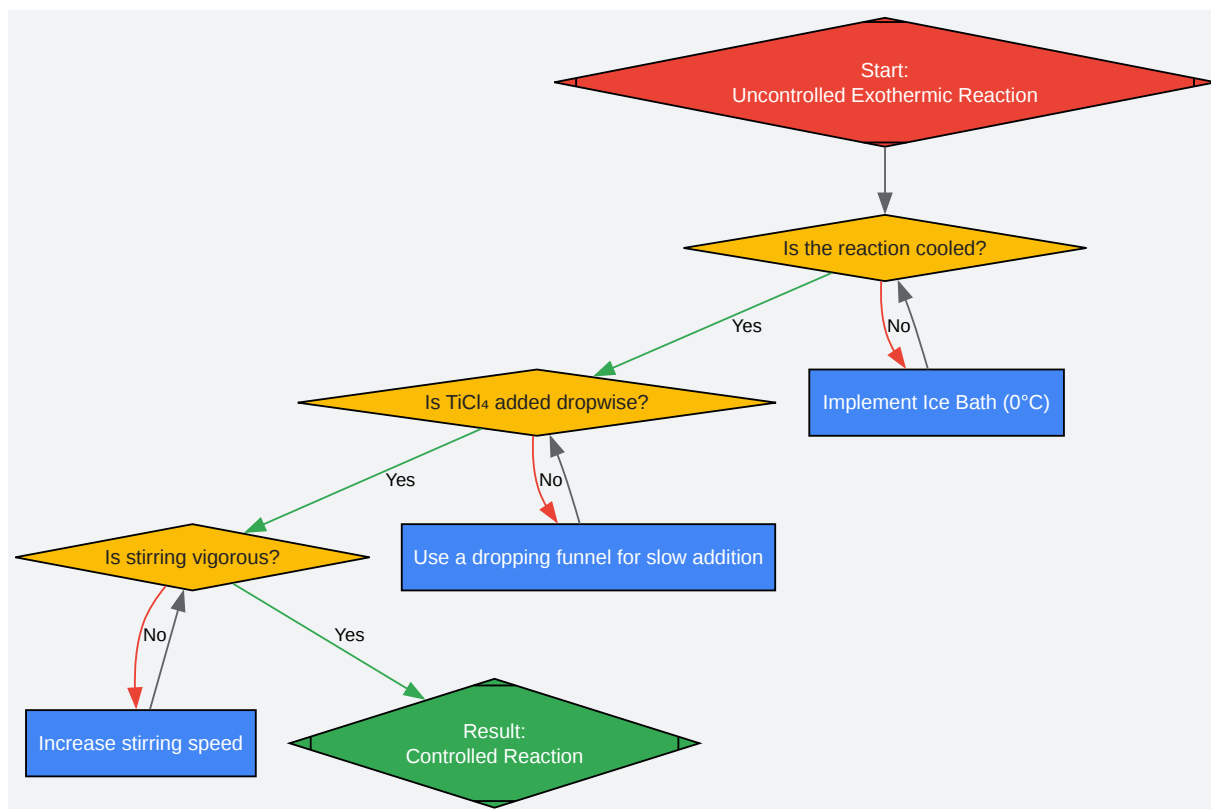 Start:
Uncontrolled Exothermic Reaction
Is the reaction cooled?
Yes
No
Implement Ice Bath (0°C)
Is TiCl₄ added dropwise?
Yes
No
Use a dropping funnel for slow addition
Is stirring vigorous?
No
Yes
Increase stirring speed
Result:
Controlled Reaction